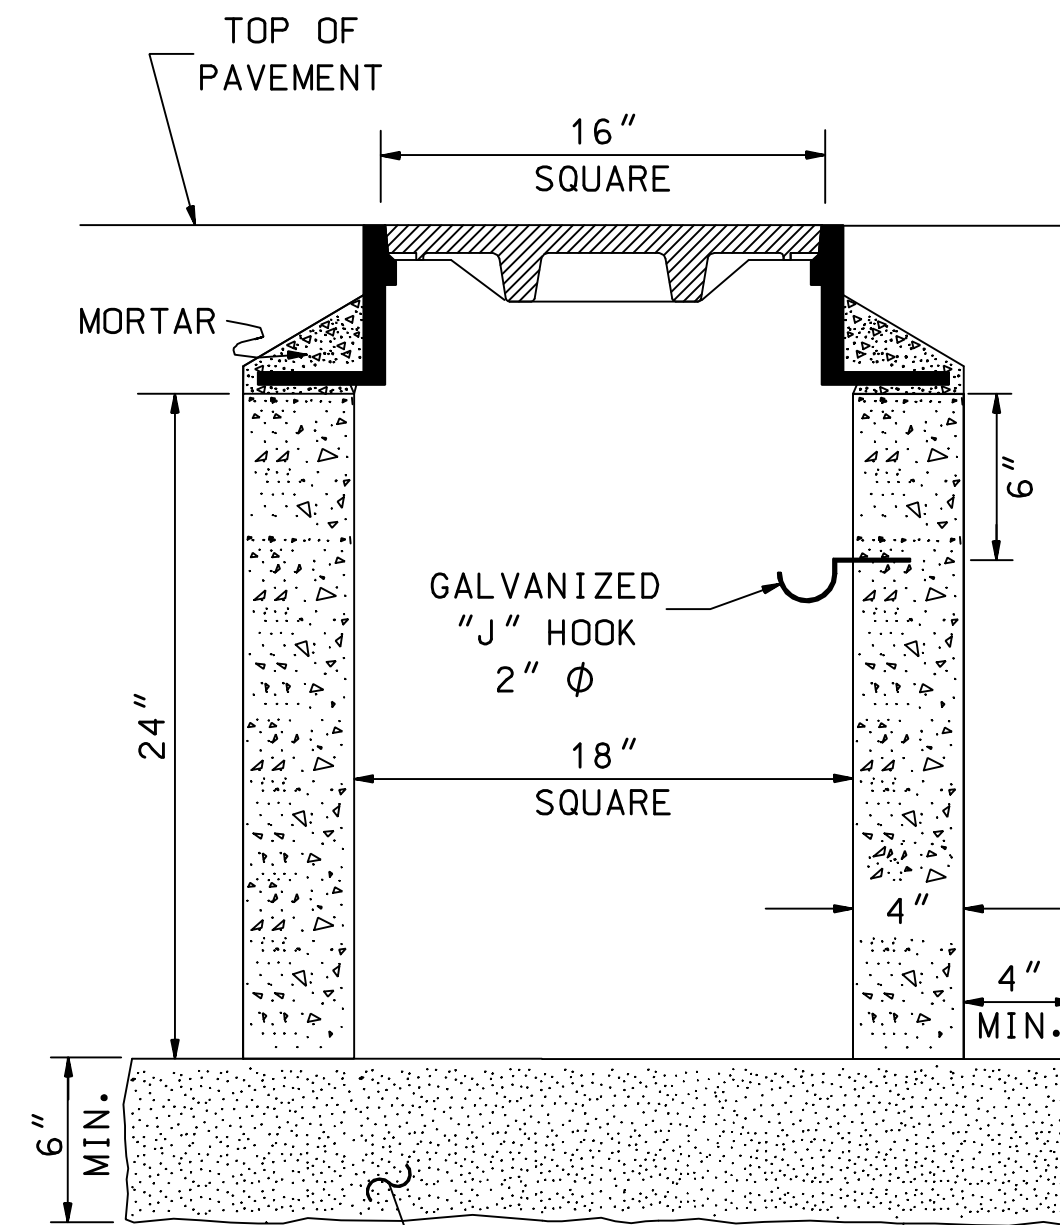 TOP OF
PAVEMENT
16"
SQUARE
MORTAR
6"
GALVANIZED
"J" HOOK
2" Φ
24"
18"
SQUARE
4"
4"
MIN.
6"
MIN.